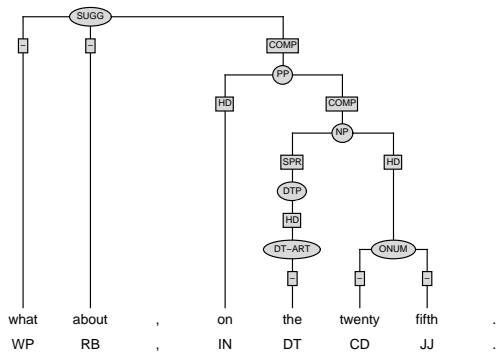 SUGG
– – COMP
PP
HD COMP
NP
SPR HD
DTP
HD
DT–ART ONUM
– – –
what about , on the twenty fifth .
WP RB , IN DT CD JJ .